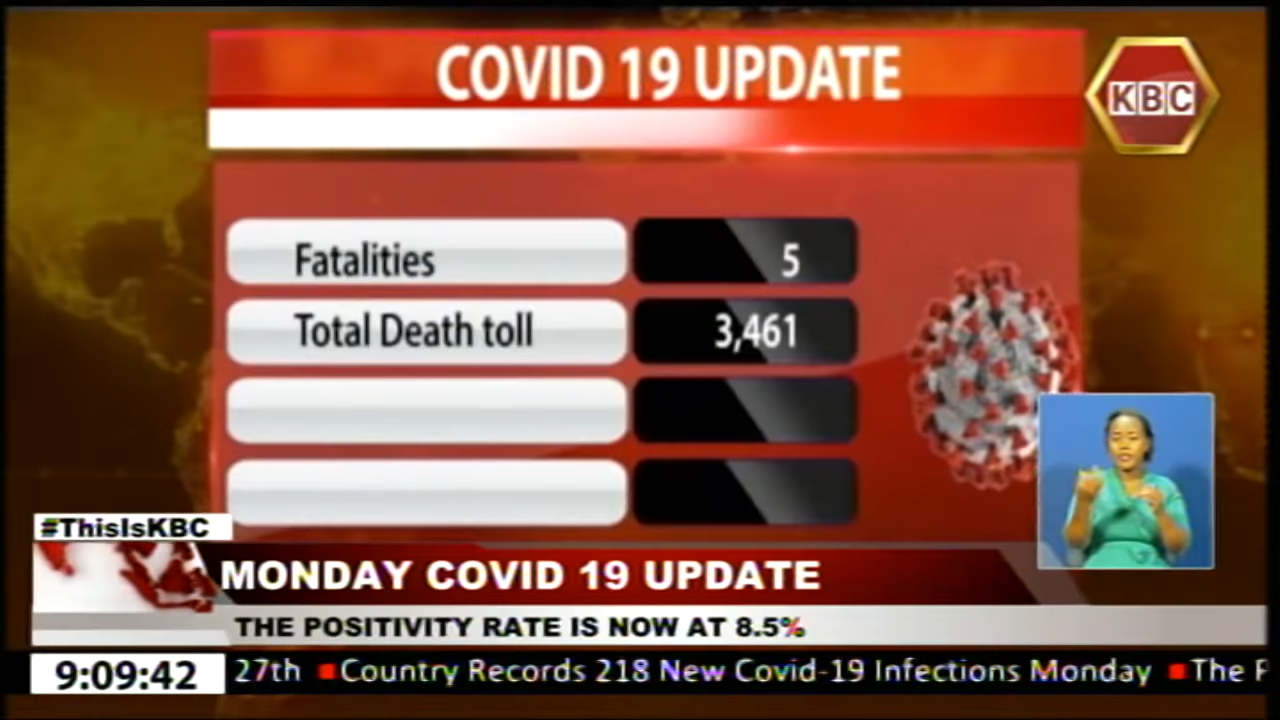 COVID 19 UPDATE
KBC
Fatalities 5
Total Death toll 3,461
#ThisIsKBC
MONDAY COVID 19 UPDATE
THE POSITIVITY RATE IS NOW AT 8.5%
9:09:42 27th Country Records 218 New Covid-19 Infections Monday The